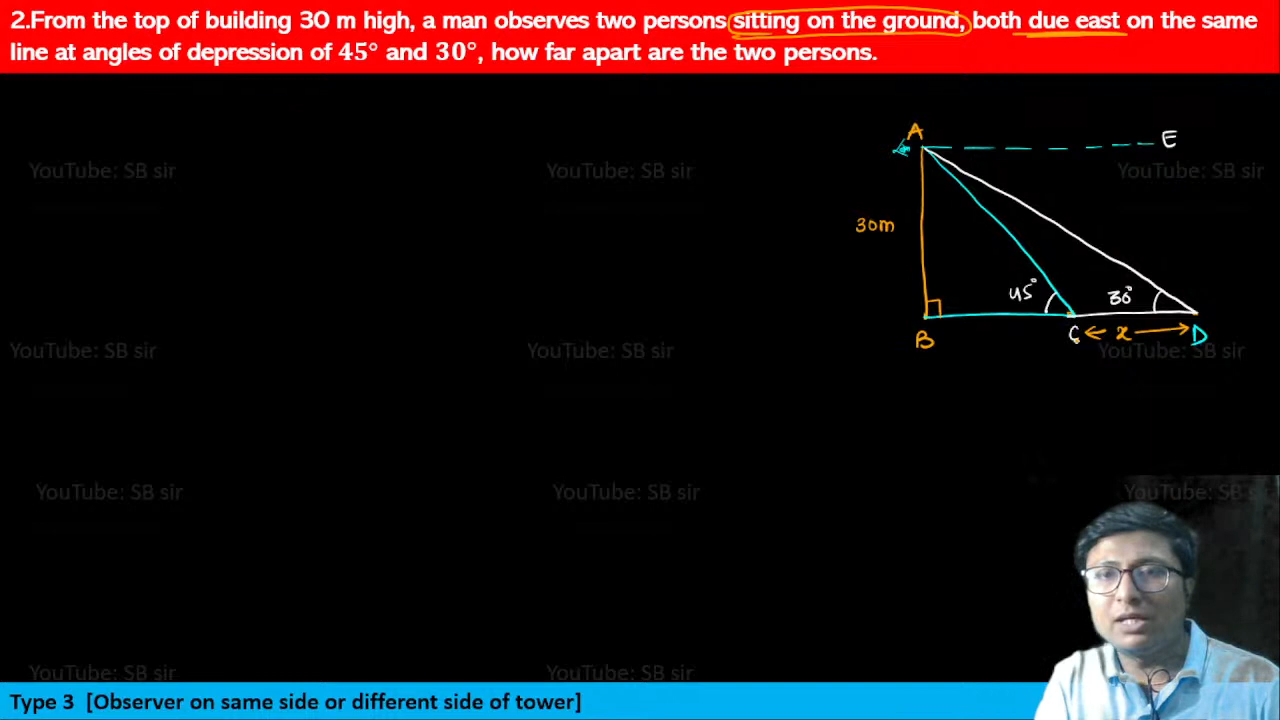 2.From the top of building 30 m high, a man observes two persons sitting on the ground, both due east on the same
line at angles of depression of 45° and 30°, how far apart are the two persons.
A
E
YouTube: SB sir
YouTube: SB sir
YouTube: SB sir
30m
45°
30°
B
C
x
D
YouTube: SB sir
YouTube: SB sir
YouTube: SB sir
YouTube: SB sir
YouTube: SB sir
YouTube: SB sir
YouTube: SB sir
YouTube: SB sir
Type 3 [Observer on same side or different side of tower]